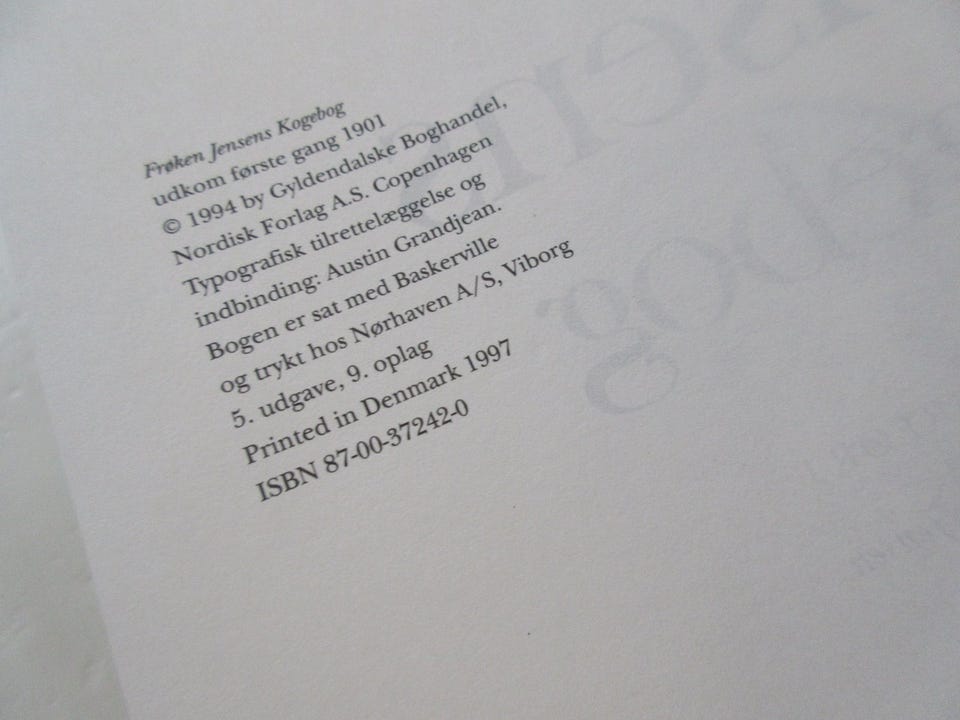 Frøken Jensens Kogebog
udkom første gang 1901
© 1994 by Gyldendalske Boghandel,
Nordisk Forlag A.S. Copenhagen
Typografisk tilrettelæggelse og
indbinding: Austin Grandjean.
Bogen er sat med Baskerville
og trykt hos Nørhaven A/S, Viborg
5. udgave, 9. oplag
Printed in Denmark 1997
ISBN 87-00-37242-0